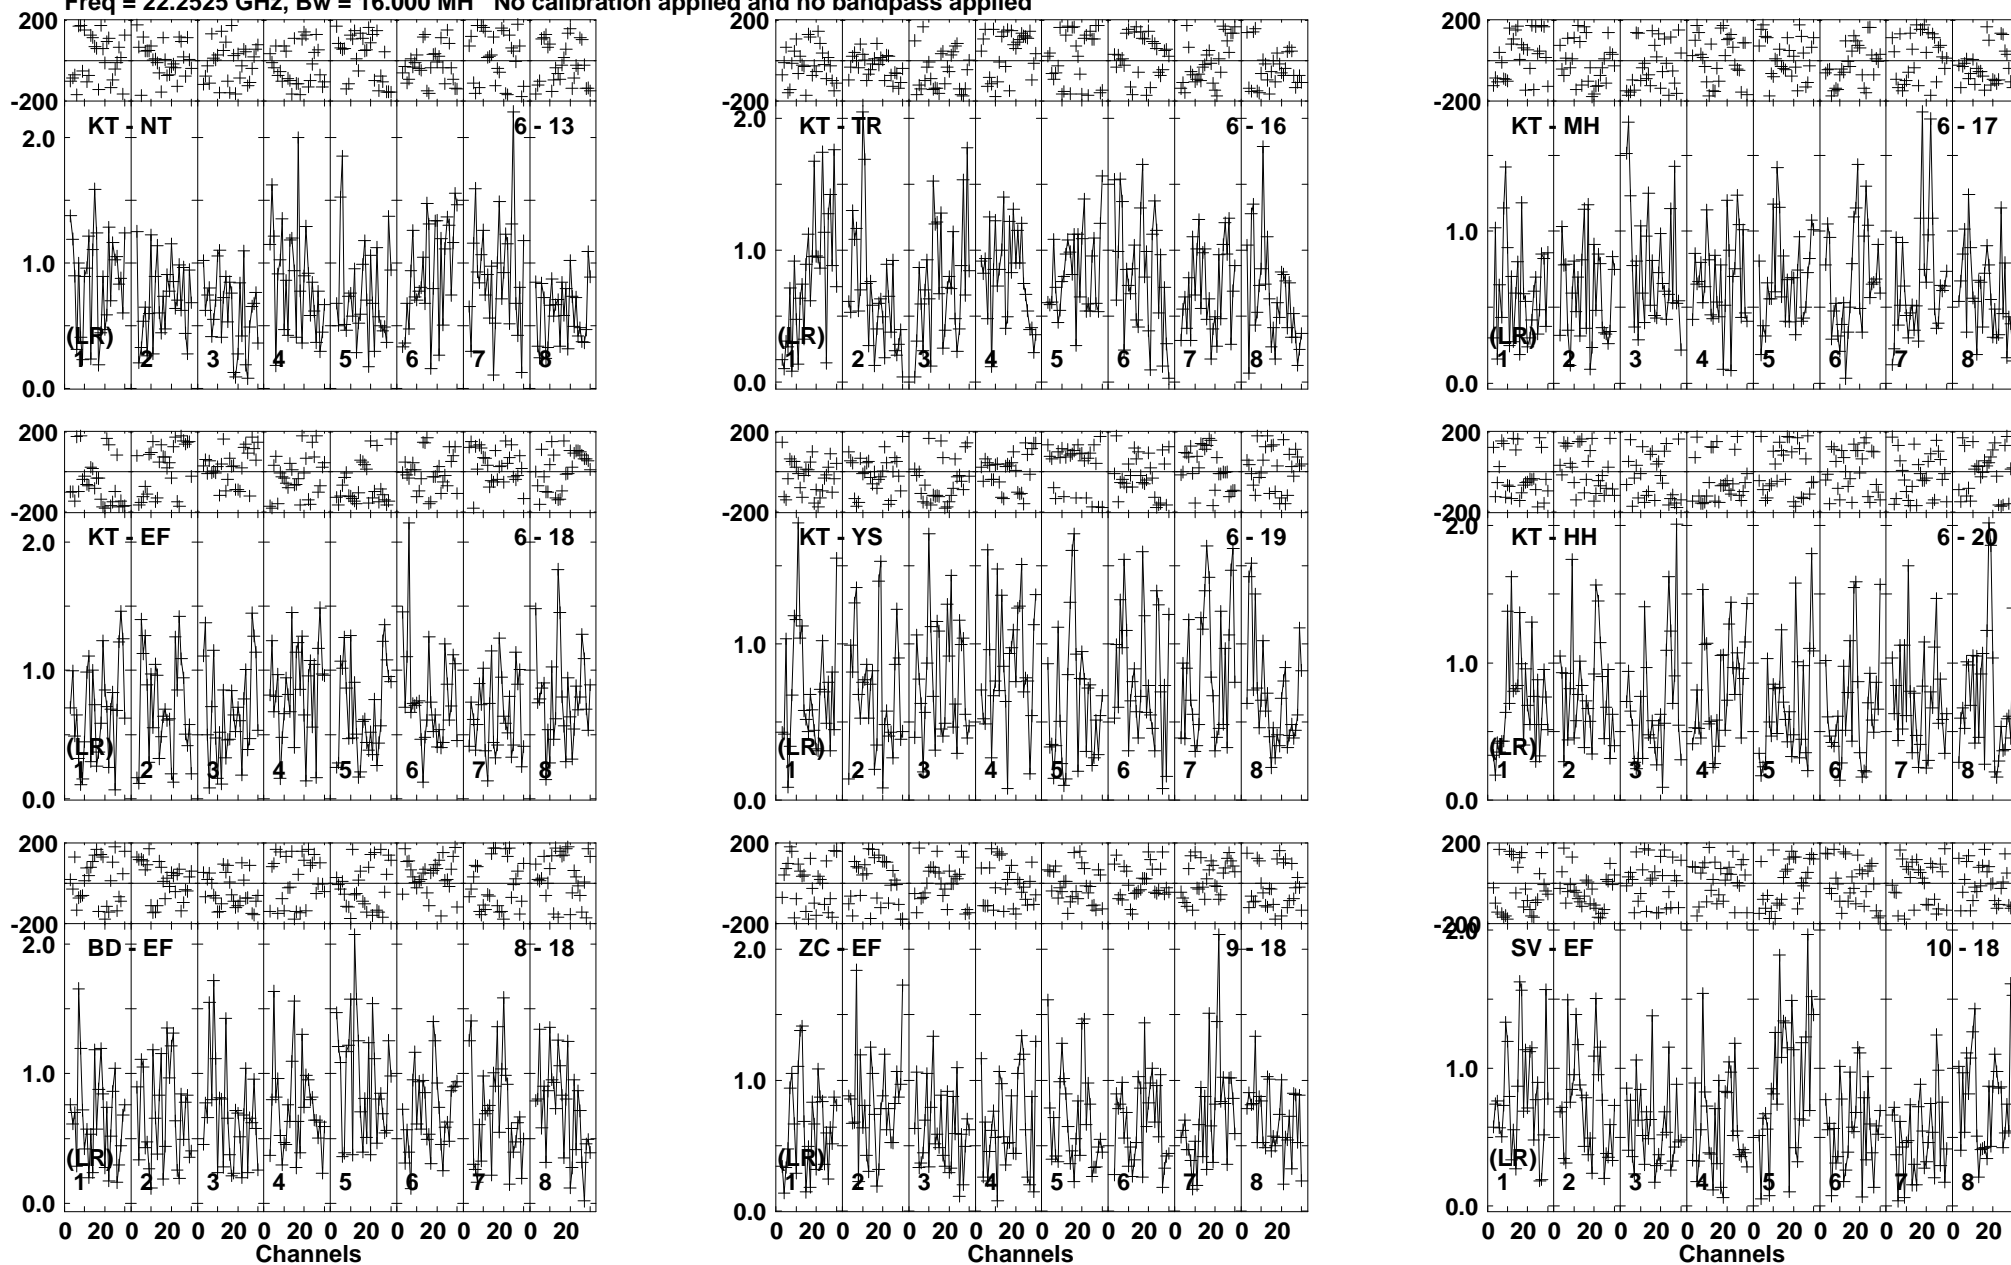 Freq = 22.2525 GHz, Bw = 16.000 MH No calibration applied and no bandpass applied
200
-200
KT - NT 6 - 13
2.0
1.0
0.0
(LR)
1 2 3 4 5 6 7 8
200
-200
KT - TR 6 - 16
2.0
1.0
0.0
(LR)
1 2 3 4 5 6 7 8
200
-200
KT - MH 6 - 17
1.0
0.0
(LR)
1 2 3 4 5 6 7 8
200
-200
KT - EF 6 - 18
2.0
1.0
0.0
(LR)
1 2 3 4 5 6 7 8
200
-200
KT - YS 6 - 19
1.0
0.0
(LR)
1 2 3 4 5 6 7 8
200
-200
KT - HH 6 - 20
2.0
1.0
0.0
(LR)
1 2 3 4 5 6 7 8
200
-200
BD - EF 8 - 18
2.0
1.0
0.0
(LR)
1 2 3 4 5 6 7 8
0 20 0 20 0 20 0 20 0 20 0 20 0 20 0 20
Channels
200
-200
ZC - EF 9 - 18
2.0
1.0
0.0
(LR)
1 2 3 4 5 6 7 8
0 20 0 20 0 20 0 20 0 20 0 20 0 20 0 20
Channels
200
-200
SV - EF 10 - 18
2.0
1.0
0.0
(LR)
1 2 3 4 5 6 7 8
0 20 0 20 0 20 0 20 0 20 0 20 0 20 0 20
Channels